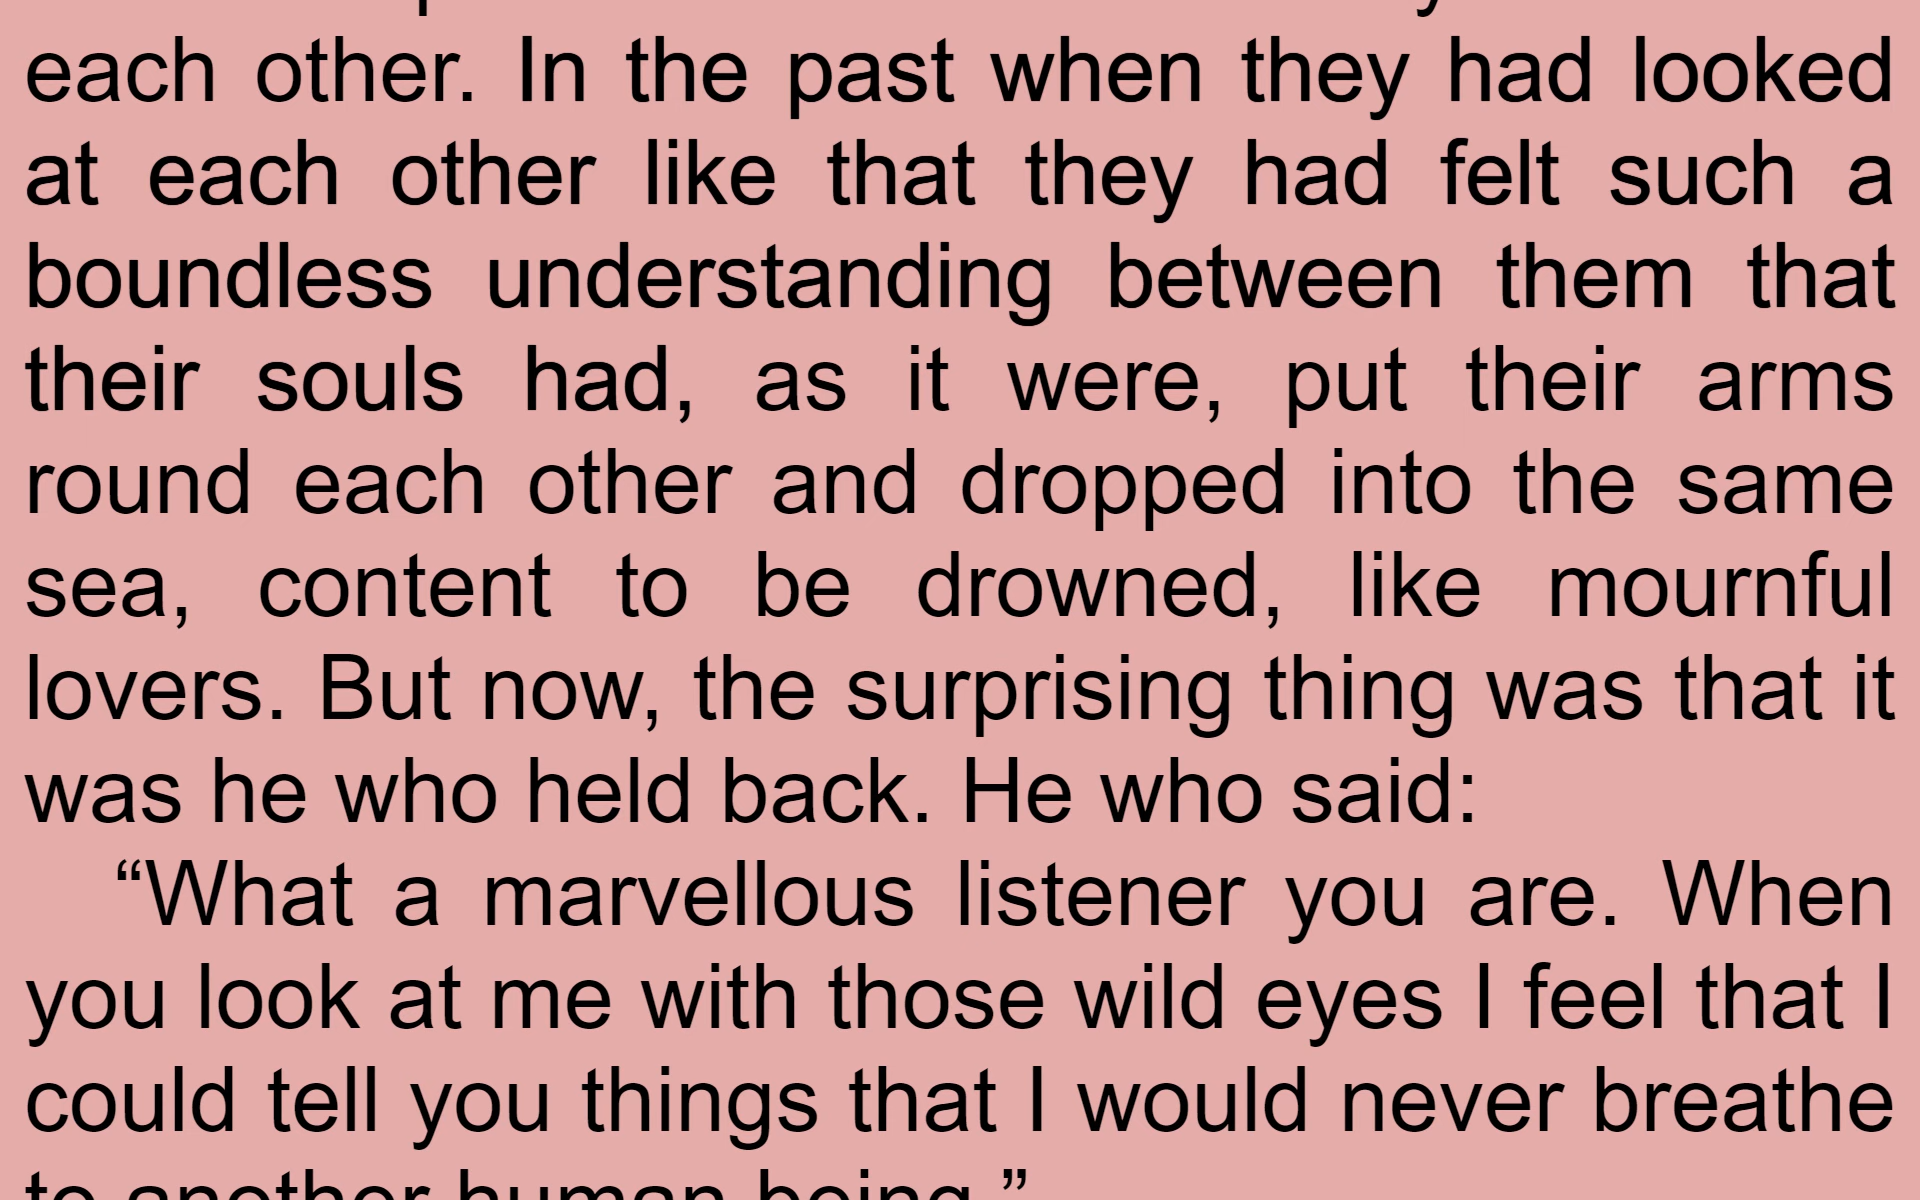 each other. In the past when they had looked
at each other like that they had felt such a
boundless understanding between them that
their souls had, as it were, put their arms
round each other and dropped into the same
sea, content to be drowned, like mournful
lovers. But now, the surprising thing was that it
was he who held back. He who said:
“What a marvellous listener you are. When
you look at me with those wild eyes I feel that I
could tell you things that I would never breathe
to another human being.”